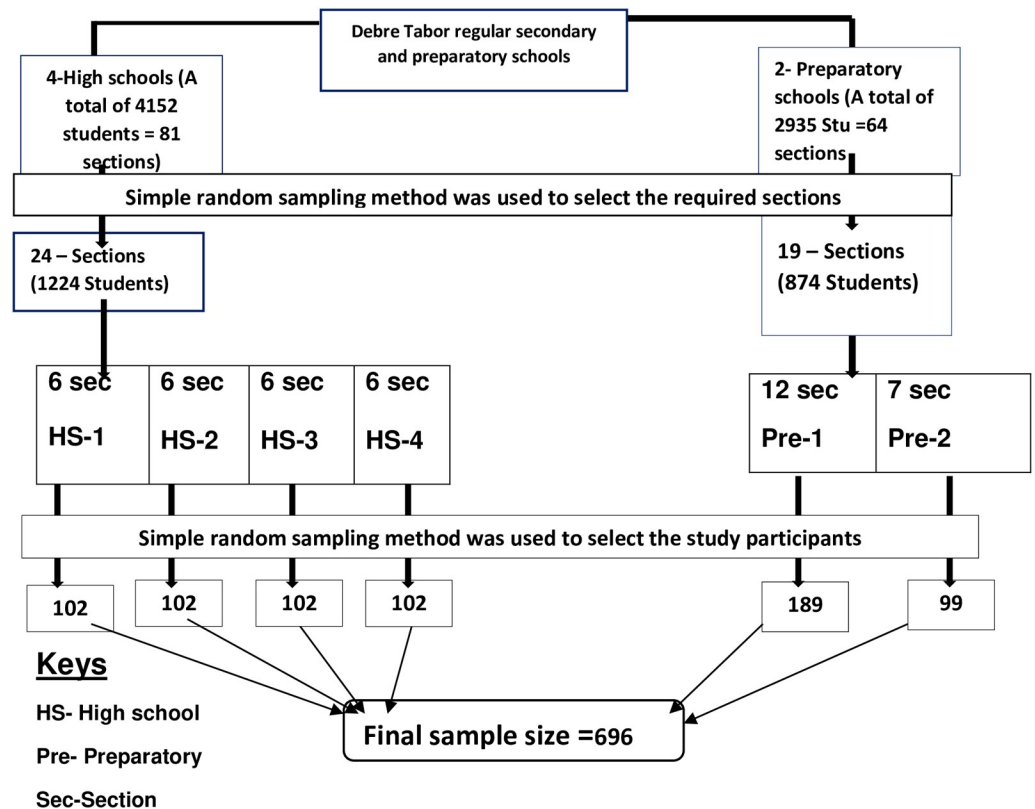 Debre Tabor regular secondary
and preparatory schools
4-High schools (A
total of 4152
students = 81
sections)
2- Preparatory
schools (A total of
2935 Stu =64
sections
Simple random sampling method was used to select the required sections
24 – Sections
(1224 Students)
19 – Sections
(874 Students)
6 sec
HS-1
6 sec
HS-2
6 sec
HS-3
6 sec
HS-4
12 sec
Pre-1
7 sec
Pre-2
Simple random sampling method was used to select the study participants
102
102
102
102
189
99
Keys
HS- High school
Pre- Preparatory
Sec-Section
Final sample size =696